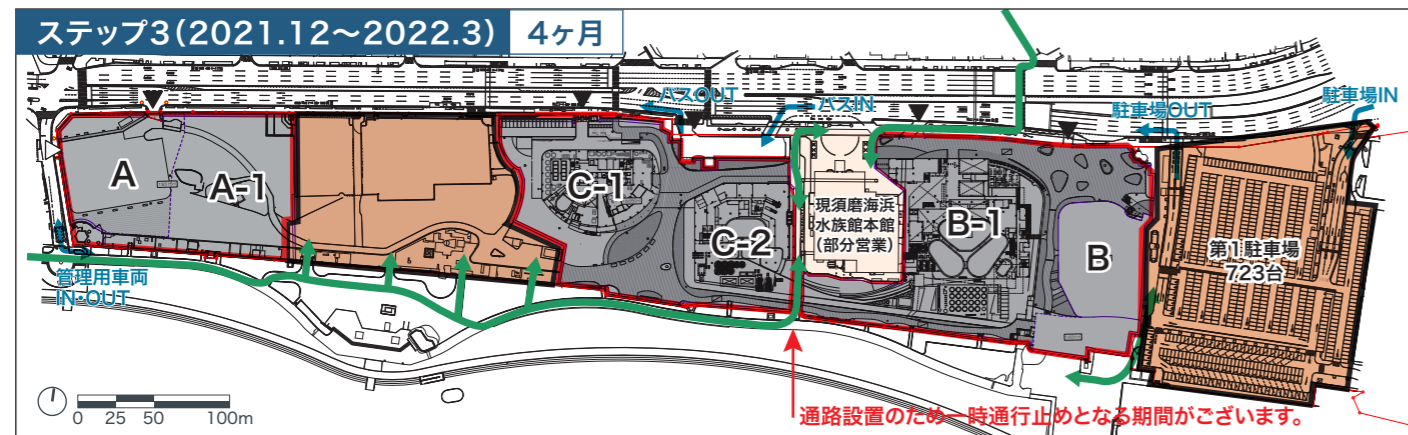 ステップ3(2021.12〜2022.3) 4ヶ月
バスOUT
バスIN
駐車場OUT
駐車場IN
A
A-1
C-1
C-2
現須磨海浜
水族館本館
(部分営業)
B-1
B
第1駐車場
723台
管理用車両
IN・OUT
0 25 50 100m
通路設置のため一時通行止めとなる期間がございます。